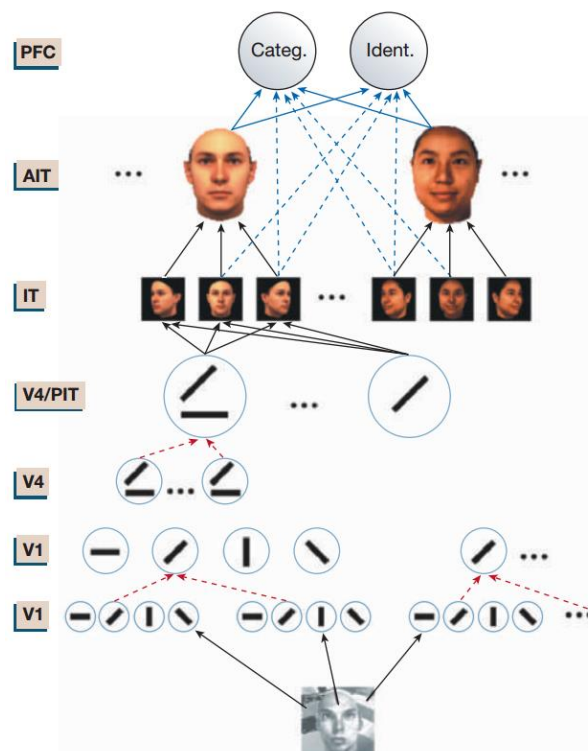 PFC
Categ.
Ident.
AIT
IT
V4/PIT
V4
V1
V1